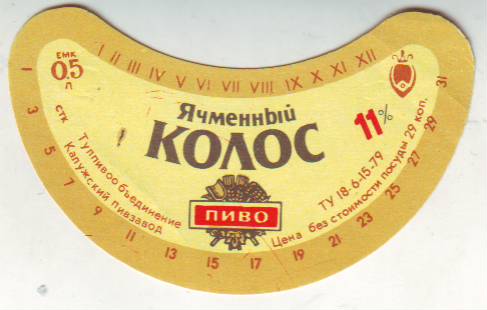 I II III IV V VI VII VIII IX X XI XII
ЕМК
0,5
Л
СТК
Ячменный
КОЛОС
11%
ПИВО
Тулпивообъединение
Калужский пивзавод
ТУ 18-6-15-79
Цена без стоимости посуды 29 коп.
1 3 5 7 9 11 13 15 17 19 21 23 25 27 29 31